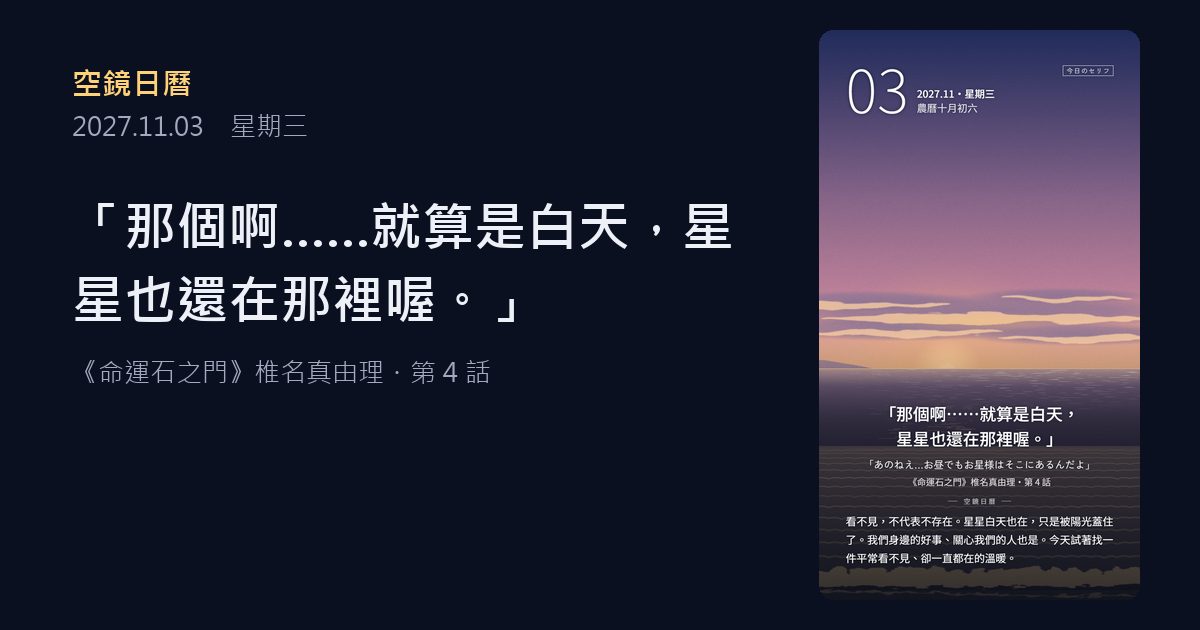 空鏡日曆
2027.11.03　星期三
「那個啊……就算是白天，星
星也還在那裡喔。」
《命運石之門》椎名真由理・第 4 話
03
2027.11・星期三
農曆十月初六
今日のセリフ
「那個啊……就算是白天，
星星也還在那裡喔。」
「あのねえ…お昼でもお星様はそこにあるんだよ」
《命運石之門》椎名真由理・第 4 話
空鏡日曆
看不見，不代表不存在。星星白天也在，只是被陽光蓋住
了。我們身邊的好事、關心我們的人也是。今天試著找一
件平常看不見、卻一直都在的溫暖。